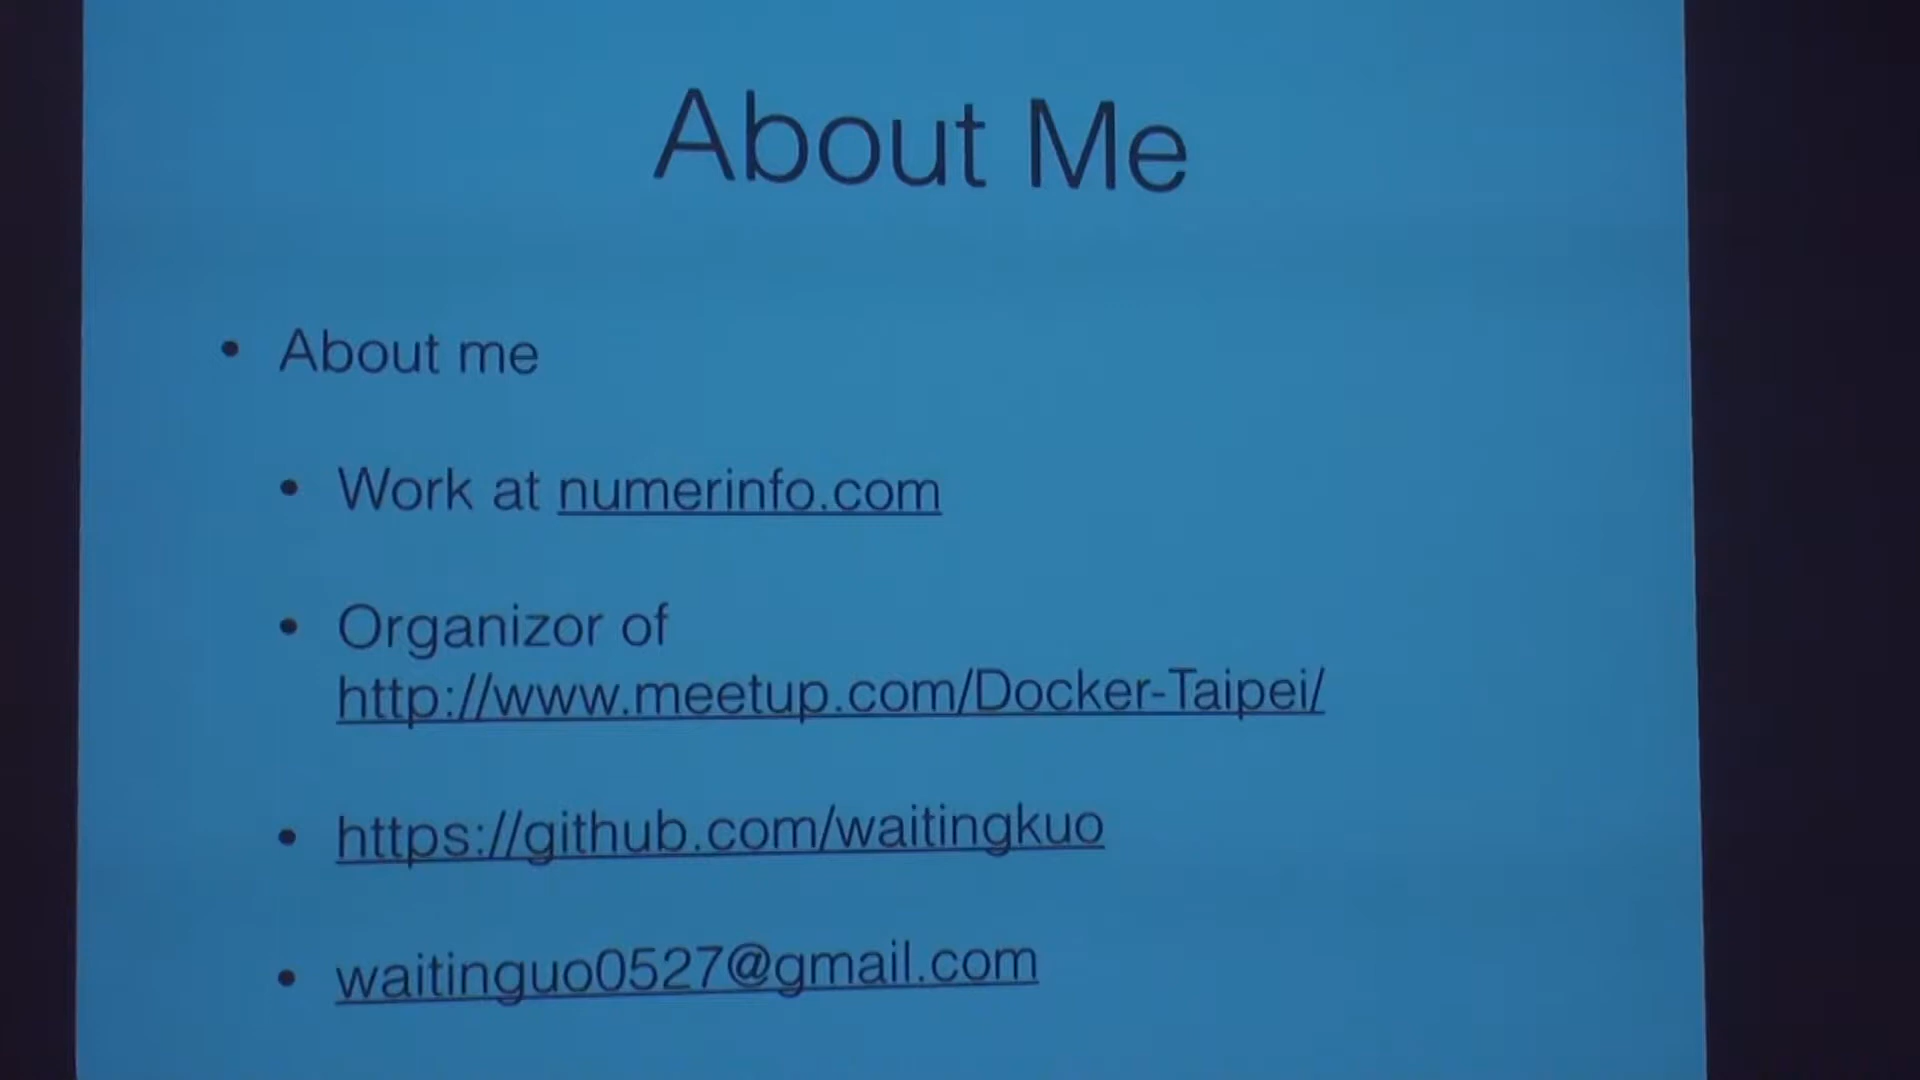 About Me
• About me
• Work at numerinfo.com
• Organizor of
http://www.meetup.com/Docker-Taipei/
• https://github.com/waitingkuo
• waitinguo0527@gmail.com